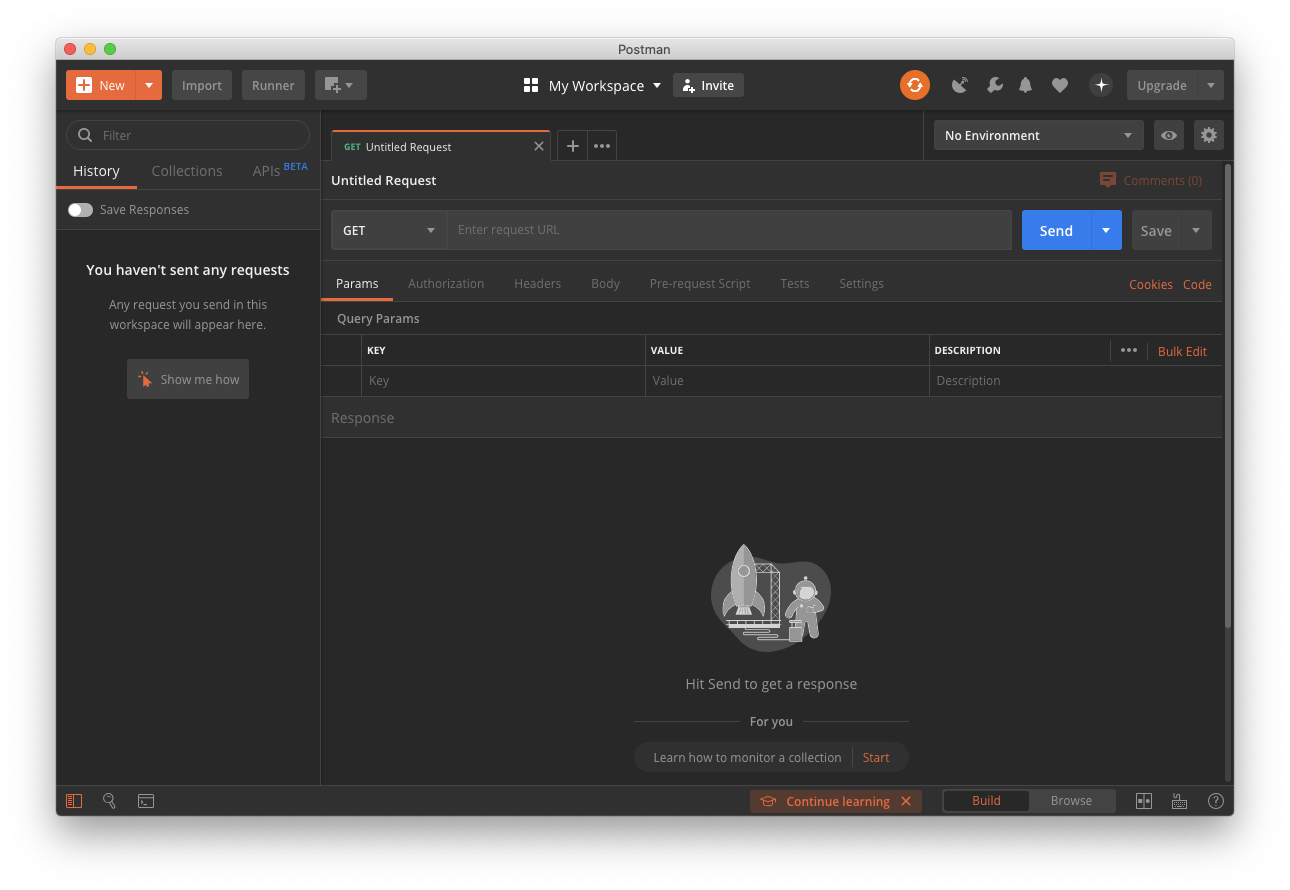 Postman
New
Import
Runner
My Workspace
Invite
Upgrade
Filter
History
Collections
APIs BETA
Save Responses
You haven't sent any requests
Any request you send in this
workspace will appear here.
Show me how
GET Untitled Request
No Environment
Untitled Request
Comments (0)
GET
Enter request URL
Send
Save
Params
Authorization
Headers
Body
Pre-request Script
Tests
Settings
Cookies
Code
Query Params
KEY
VALUE
DESCRIPTION
Bulk Edit
Key
Value
Description
Response
Hit Send to get a response
For you
Learn how to monitor a collection
Start
Continue learning
Build
Browse